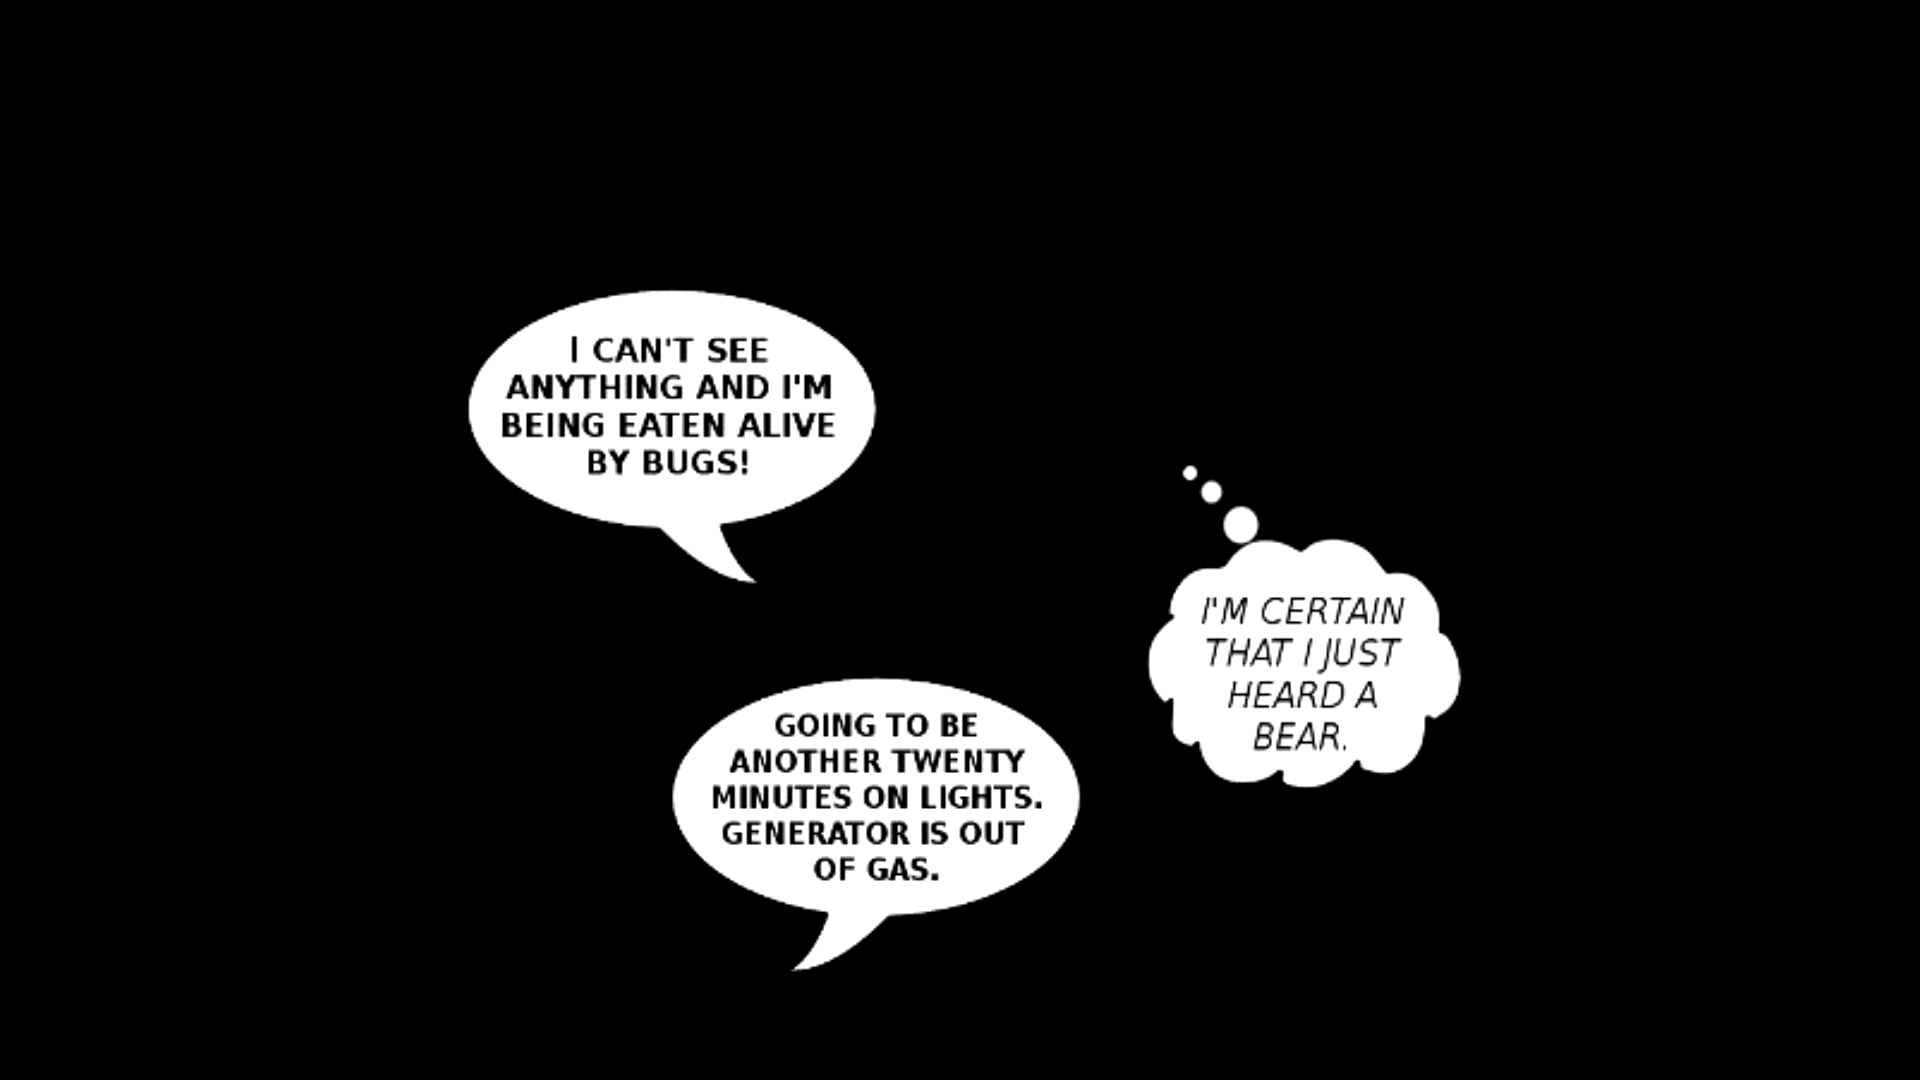 I CAN'T SEE
ANYTHING AND I'M
BEING EATEN ALIVE
BY BUGS!
I'M CERTAIN
THAT I JUST
HEARD A
BEAR.
GOING TO BE
ANOTHER TWENTY
MINUTES ON LIGHTS.
GENERATOR IS OUT
OF GAS.